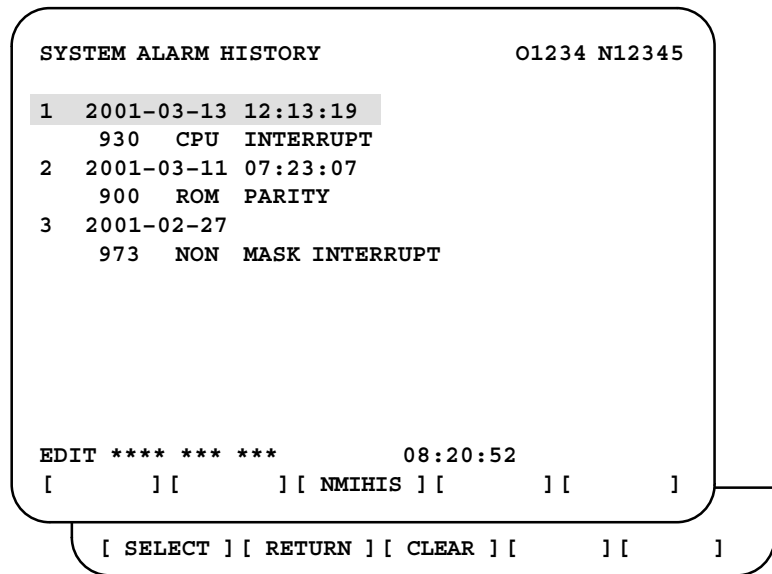 SYSTEM ALARM HISTORY O1234 N12345
1 2001-03-13 12:13:19
930 CPU INTERRUPT
2 2001-03-11 07:23:07
900 ROM PARITY
3 2001-02-27
973 NON MASK INTERRUPT
EDIT **** *** *** 08:20:52
[ ] [ ] [ NMIHIS ] [ ] [ ]
[ SELECT ] [ RETURN ] [ CLEAR ] [ ] [ ]